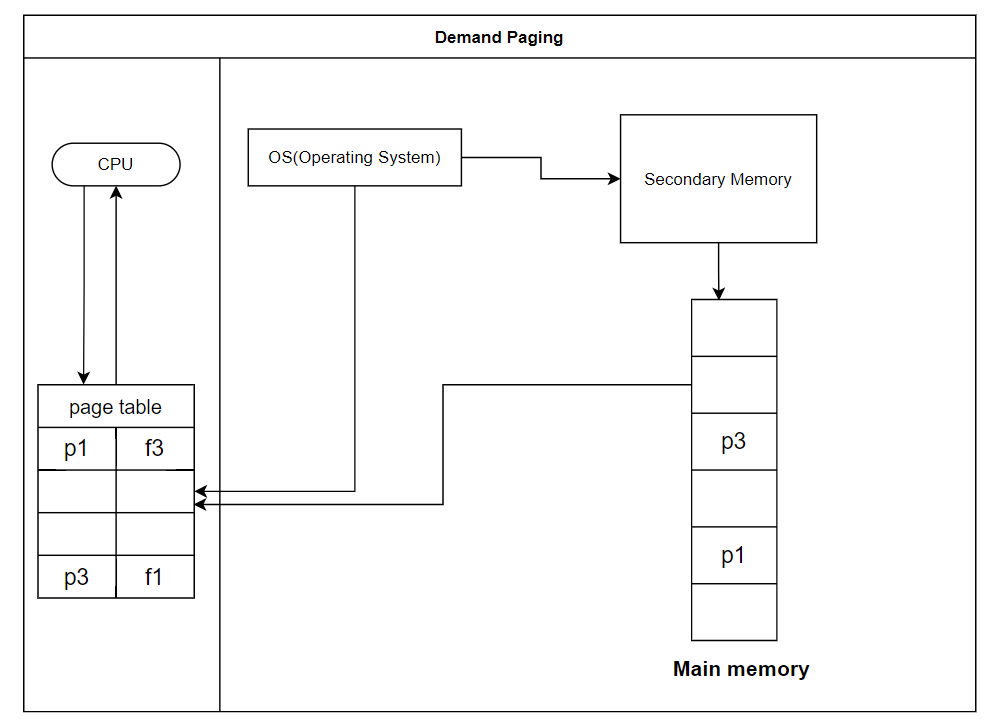 Demand Paging
CPU
OS(Operating System)
Secondary Memory
page table
p1 f3
p3 f1
p3
p1
Main memory